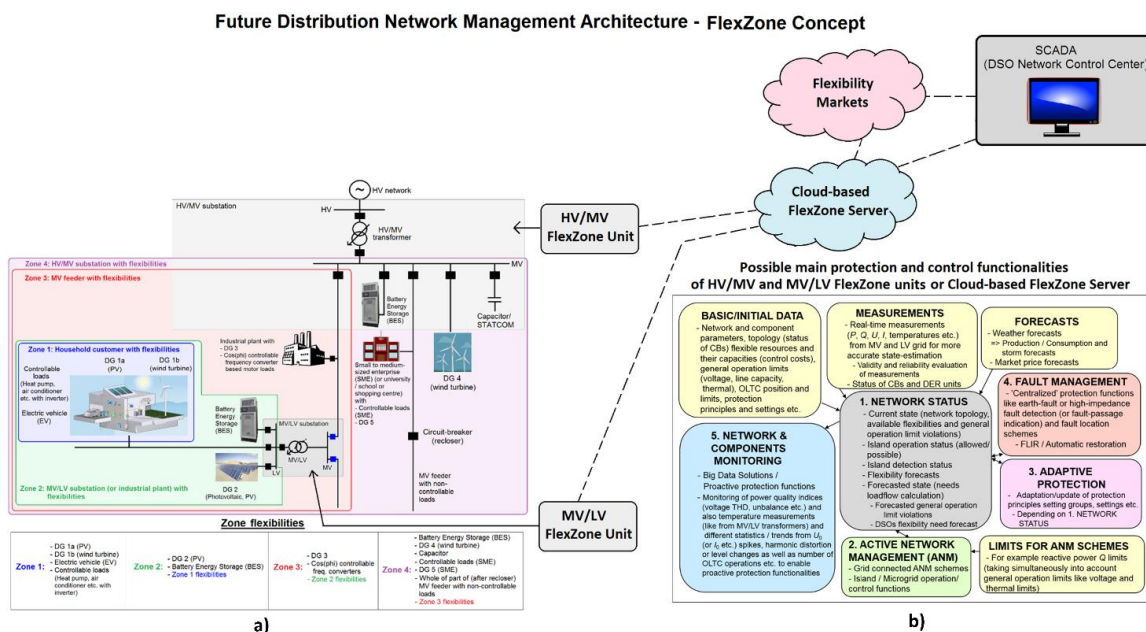 Future Distribution Network Management Architecture - FlexZone Concept
SCADA
(DSO Network Control Center)
Flexibility
Markets
Cloud-based
FlexZone Server
HV network
HV/MV substation
HV
HV/MV
transformer
HV/MV
FlexZone Unit
Zone 4: HV/MV substation with flexibilities
MV
Zone 3: MV feeder with flexibilities
Battery
Energy
Storage
(BES)
Capacitor/
STATCOM
Industrial plant with
- DG 3
- Cos(phi) controllable
frequency converter
based motor loads
Zone 1: Household customer with flexibilities
DG 1a
(PV)
DG 1b
(wind turbine)
Controllable
loads
(Heat pump,
air conditioner
etc. with inverter)
Electric vehicle
(EV)
Small to medium-
sized enterprise
(SME) (or university /
school or
shopping centre)
with
- Controllable loads
(SME)
- DG 5
DG 4
(wind turbine)
Battery
Energy
Storage
(BES)
MV/LV substation
MV/LV
LV
MV
Circuit-breaker
(recloser)
DG 2
(Photovoltaic, PV)
MV feeder
with non-
controllable
loads
Zone 2: MV/LV substation (or industrial plant) with
flexibilities
MV/LV
FlexZone Unit
Zone flexibilities
Zone 1:
- DG 1a (PV)
- DG 1b (wind turbine)
- Electric vehicle (EV)
- Controllable loads
(Heat pump, air
conditioner etc. with
inverter)
Zone 2:
- DG 2 (PV)
- Battery Energy Storage (BES)
- Zone 1 flexibilities
Zone 3:
- DG 3
- Cos(phi) controllable
freq. converters
- Zone 2 flexibilities
Zone 4:
- Battery Energy Storage (BES)
- DG 4 (wind turbine)
- Capacitor
- Controllable loads (SME)
- DG 5 (SME)
- Whole of part of (after recloser)
MV feeder with non-controllable
loads
- Zone 3 flexibilities
a)
Possible main protection and control functionalities
of HV/MV and MV/LV FlexZone units or Cloud-based FlexZone Server
BASIC/INITIAL DATA
- Network and component
parameters, topology (status
of CBs) flexible resources and
their capacities (control costs),
general operation limits
(voltage, line capacity,
thermal), OLTC position and
limits, protection
principles and settings etc.
MEASUREMENTS
- Real-time measurements
(P, Q, U, I, temperatures etc.)
from MV and LV grid for more
accurate state-estimation
- Validity and reliability evaluation
of measurements
- Status of CBs and DER units
FORECASTS
- Weather forecasts
=> Production / Consumption and
storm forecasts
- Market price forecasts
1. NETWORK STATUS
- Current state (network topology,
available flexibilities and general
operation limit violations)
- Island operation status (allowed/
possible)
- Island detection status
- Flexibility forecasts
- Forecasted state (needs
loadflow calculation)
- Forecasted general operation
limit violations
- DSOs flexibility need forecast
4. FAULT MANAGEMENT
- 'Centralized' protection functions
like earth-fault or high-impedance
fault detection (or fault-passage
indication) and fault location
schemes
- FLIR / Automatic restoration
3. ADAPTIVE
PROTECTION
- Adaptation/update of protection
principles setting groups, settings etc.
- Depending on 1. NETWORK
STATUS
5. NETWORK &
COMPONENTS
MONITORING
- Big Data Solutions /
Proactive protection functions
- Monitoring of power quality indices
(voltage THD, unbalance etc.) and
also temperature measurements
(like from MV/LV transformers) and
different statistics / trends from U0
(or I0 etc.) spikes, harmonic distortion
or level changes as well as number of
OLTC operations etc. to enable
proactive protection functionalities
2. ACTIVE NETWORK
MANAGEMENT (ANM)
- Grid connected ANM schemes
- Island / Microgrid operation/
control functions
LIMITS FOR ANM SCHEMES
- For example reactive power Q limits
(taking simultaneously into account
general operation limits like voltage and
thermal limits)
b)